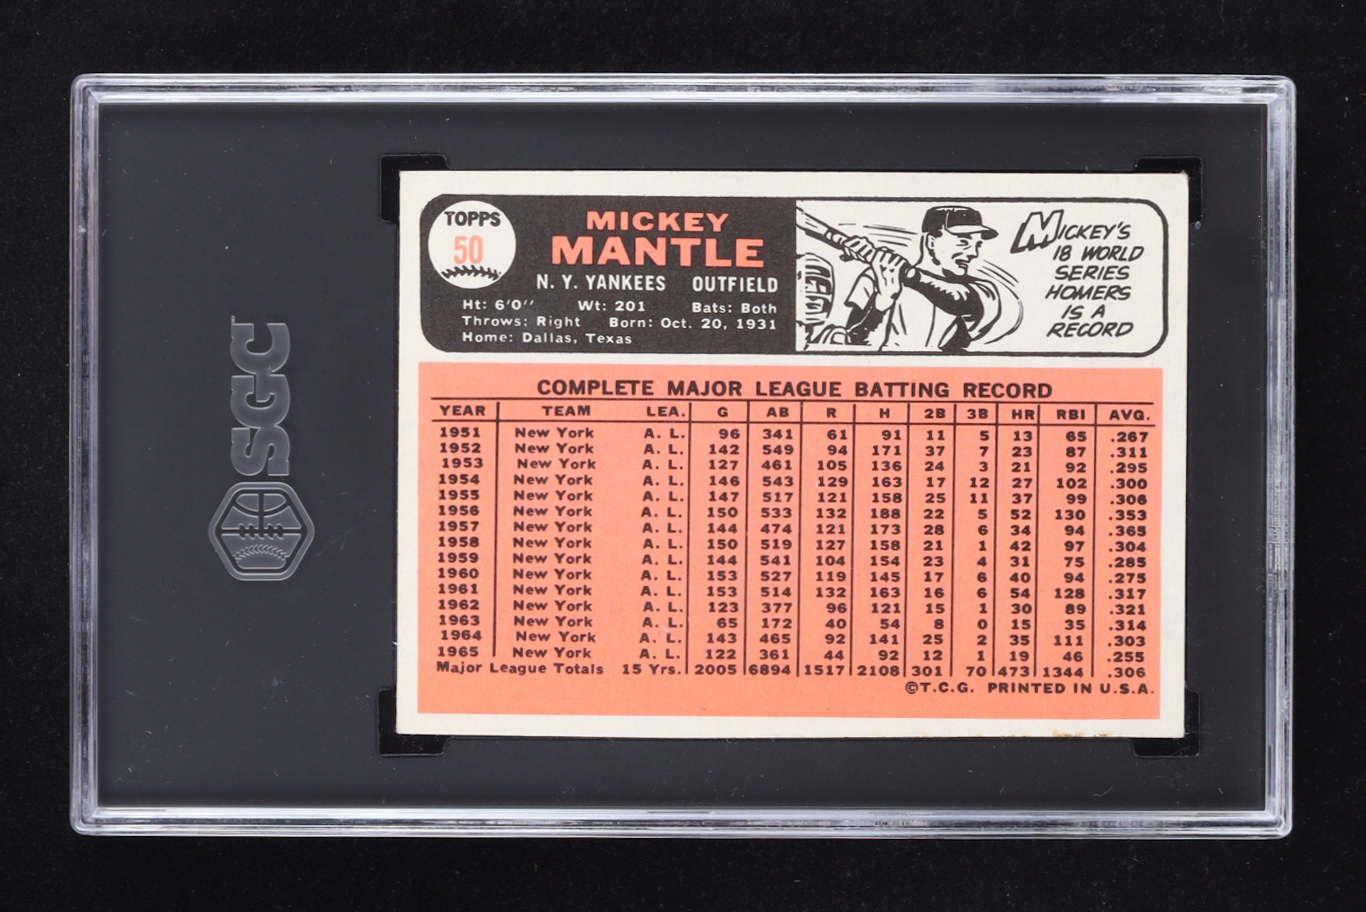 SGC
TOPPS
50
MICKEY
MANTLE
N. Y. YANKEES OUTFIELD
Ht: 6'0" Wt: 201 Bats: Both
Throws: Right Born: Oct. 20, 1931
Home: Dallas, Texas
MICKEY'S
18 WORLD
SERIES
HOMERS
IS A
RECORD
COMPLETE MAJOR LEAGUE BATTING RECORD
YEAR TEAM LEA. G AB R H 2B 3B HR RBI AVG.
1951 New York A. L. 96 341 61 91 11 5 13 65 .267
1952 New York A. L. 142 549 94 171 37 7 23 87 .311
1953 New York A. L. 127 461 105 136 24 3 21 92 .295
1954 New York A. L. 146 543 129 163 17 12 27 102 .300
1955 New York A. L. 147 517 121 158 25 11 37 99 .306
1956 New York A. L. 150 533 132 188 22 5 52 130 .353
1957 New York A. L. 144 474 121 173 28 6 34 94 .365
1958 New York A. L. 150 519 127 158 21 1 42 97 .304
1959 New York A. L. 144 541 104 154 23 4 31 75 .285
1960 New York A. L. 153 527 119 145 17 6 40 94 .275
1961 New York A. L. 153 514 132 163 16 6 54 128 .317
1962 New York A. L. 123 377 96 121 15 1 30 89 .321
1963 New York A. L. 65 172 40 54 8 0 15 35 .314
1964 New York A. L. 143 465 92 141 25 2 35 111 .303
1965 New York A. L. 122 361 44 92 12 1 19 46 .255
Major League Totals 15 Yrs. 2005 6894 1517 2108 301 70 473 1344 .306
©T.C.G. PRINTED IN U.S.A.